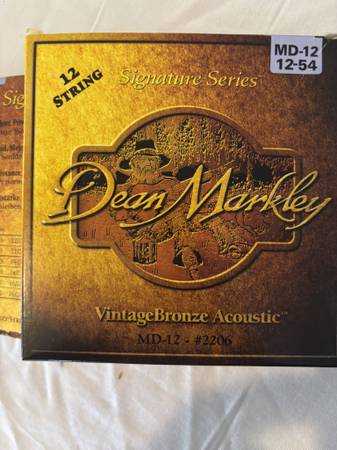 MD-12
12-54
12
STRING
Signature Series
Dean Markley
VintageBronze Acoustic™
MD-12 - #2206